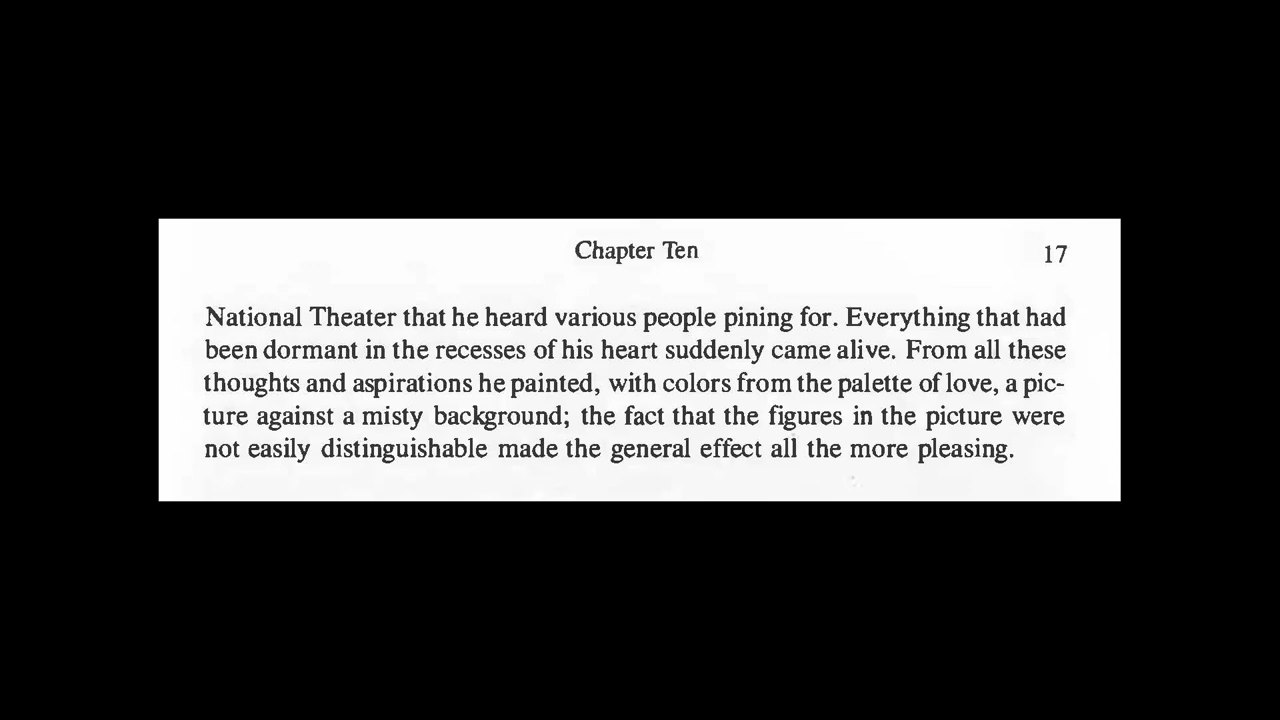 Chapter Ten 17
National Theater that he heard various people pining for. Everything that had
been dormant in the recesses of his heart suddenly came alive. From all these
thoughts and aspirations he painted, with colors from the palette of love, a pic-
ture against a misty background; the fact that the figures in the picture were
not easily distinguishable made the general effect all the more pleasing.